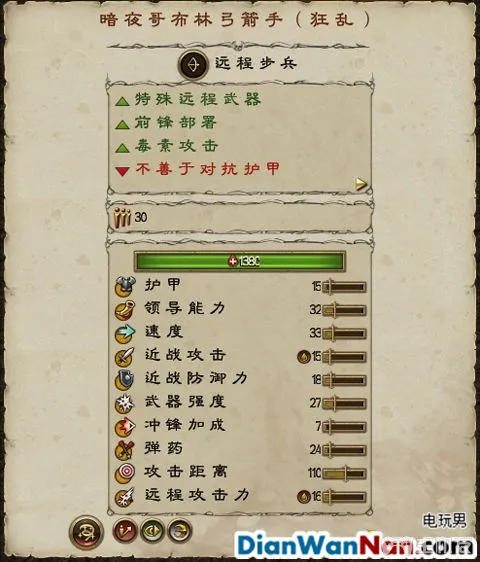 暗夜哥布林弓箭手（狂乱）
远程步兵
特殊远程武器
前锋部署
毒素攻击
不善于对抗护甲
30
1380
护甲 15
领导能力 32
速度 33
近战攻击 15
近战防御力 18
武器强度 27
冲锋加成 7
弹药 24
攻击距离 110
远程攻击力 16
电玩男
DianWanNan.com